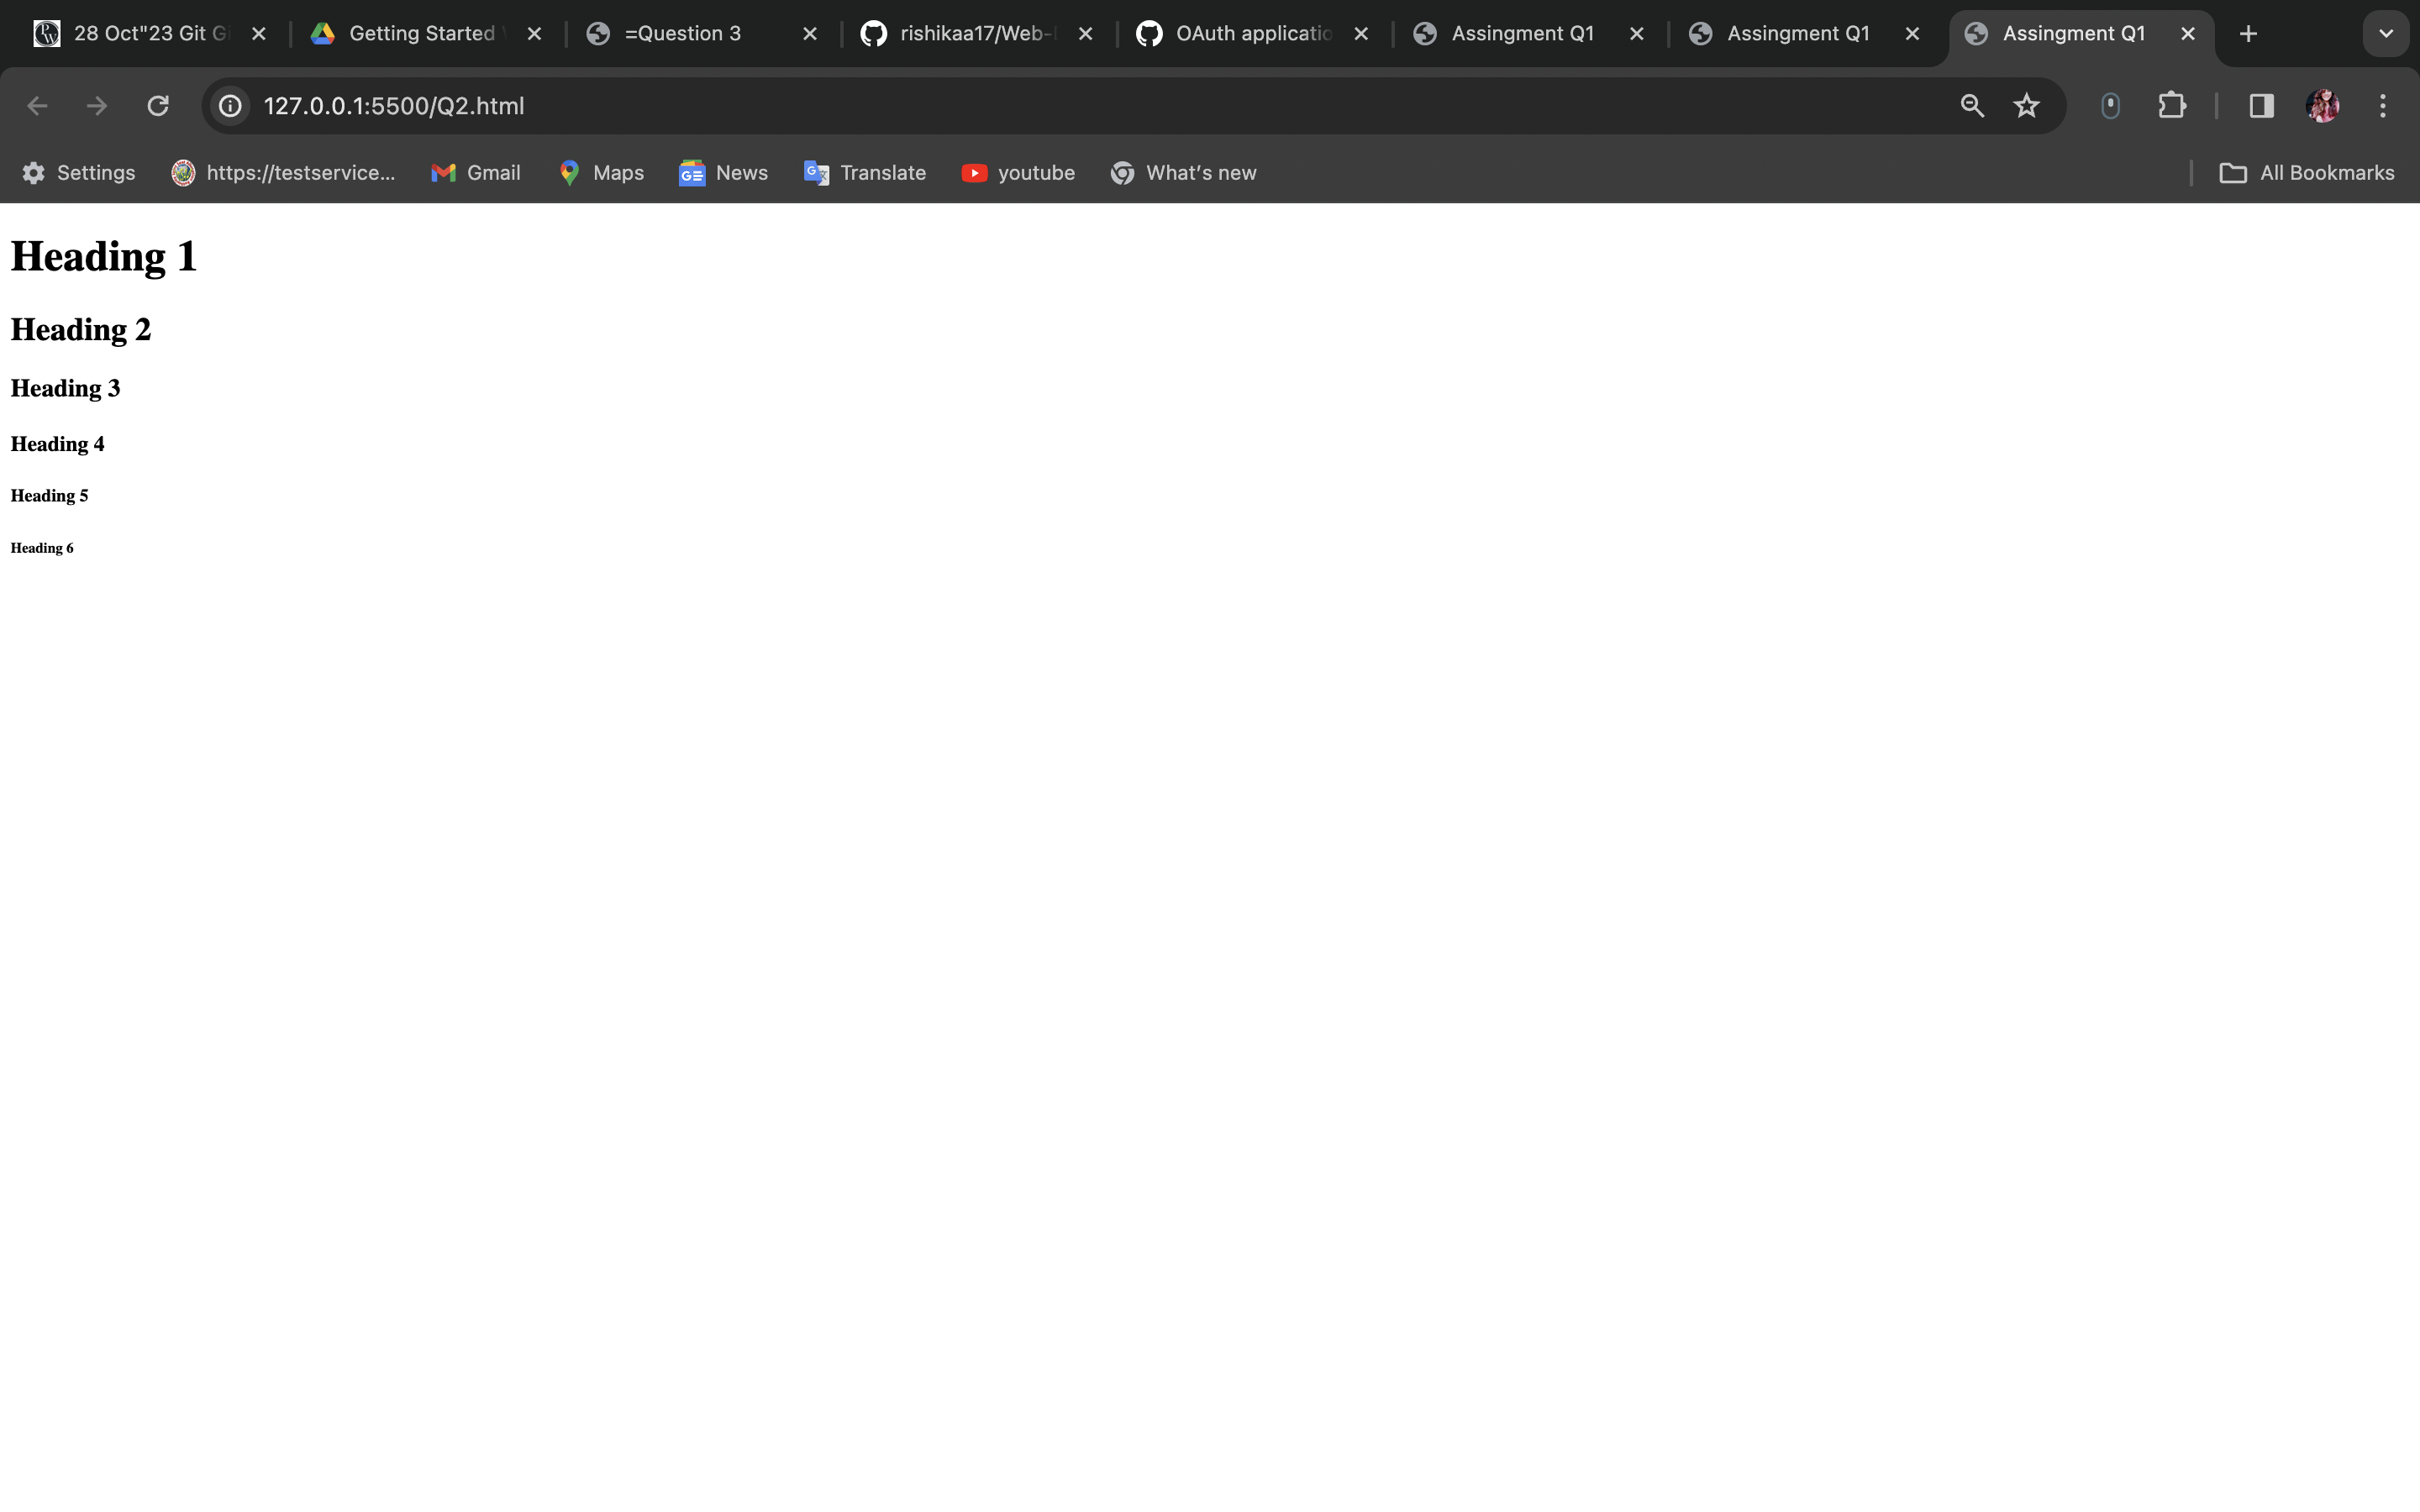 28 Oct"23 Git Gi
Getting Started
=Question 3
rishikaa17/Web-
OAuth applicatio
Assingment Q1
Assingment Q1
Assingment Q1
127.0.0.1:5500/Q2.html
Settings
https://testservice...
Gmail
Maps
News
Translate
youtube
What's new
All Bookmarks
Heading 1
Heading 2
Heading 3
Heading 4
Heading 5
Heading 6